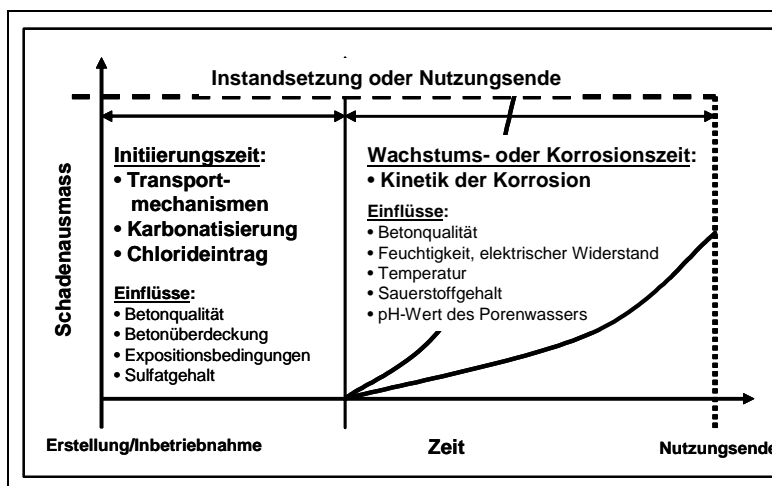 Instandsetzung oder Nutzungsende
Schadenausmass
Initiierungszeit:
• Transport-
mechanismen
• Karbonatisierung
• Chlorideintrag
Einflüsse:
• Betonqualität
• Betonüberdeckung
• Expositionsbedingungen
• Sulfatgehalt
Wachstums- oder Korrosionszeit:
• Kinetik der Korrosion
Einflüsse:
• Betonqualität
• Feuchtigkeit, elektrischer Widerstand
• Temperatur
• Sauerstoffgehalt
• pH-Wert des Porenwassers
Erstellung/Inbetriebnahme
Zeit
Nutzungsende